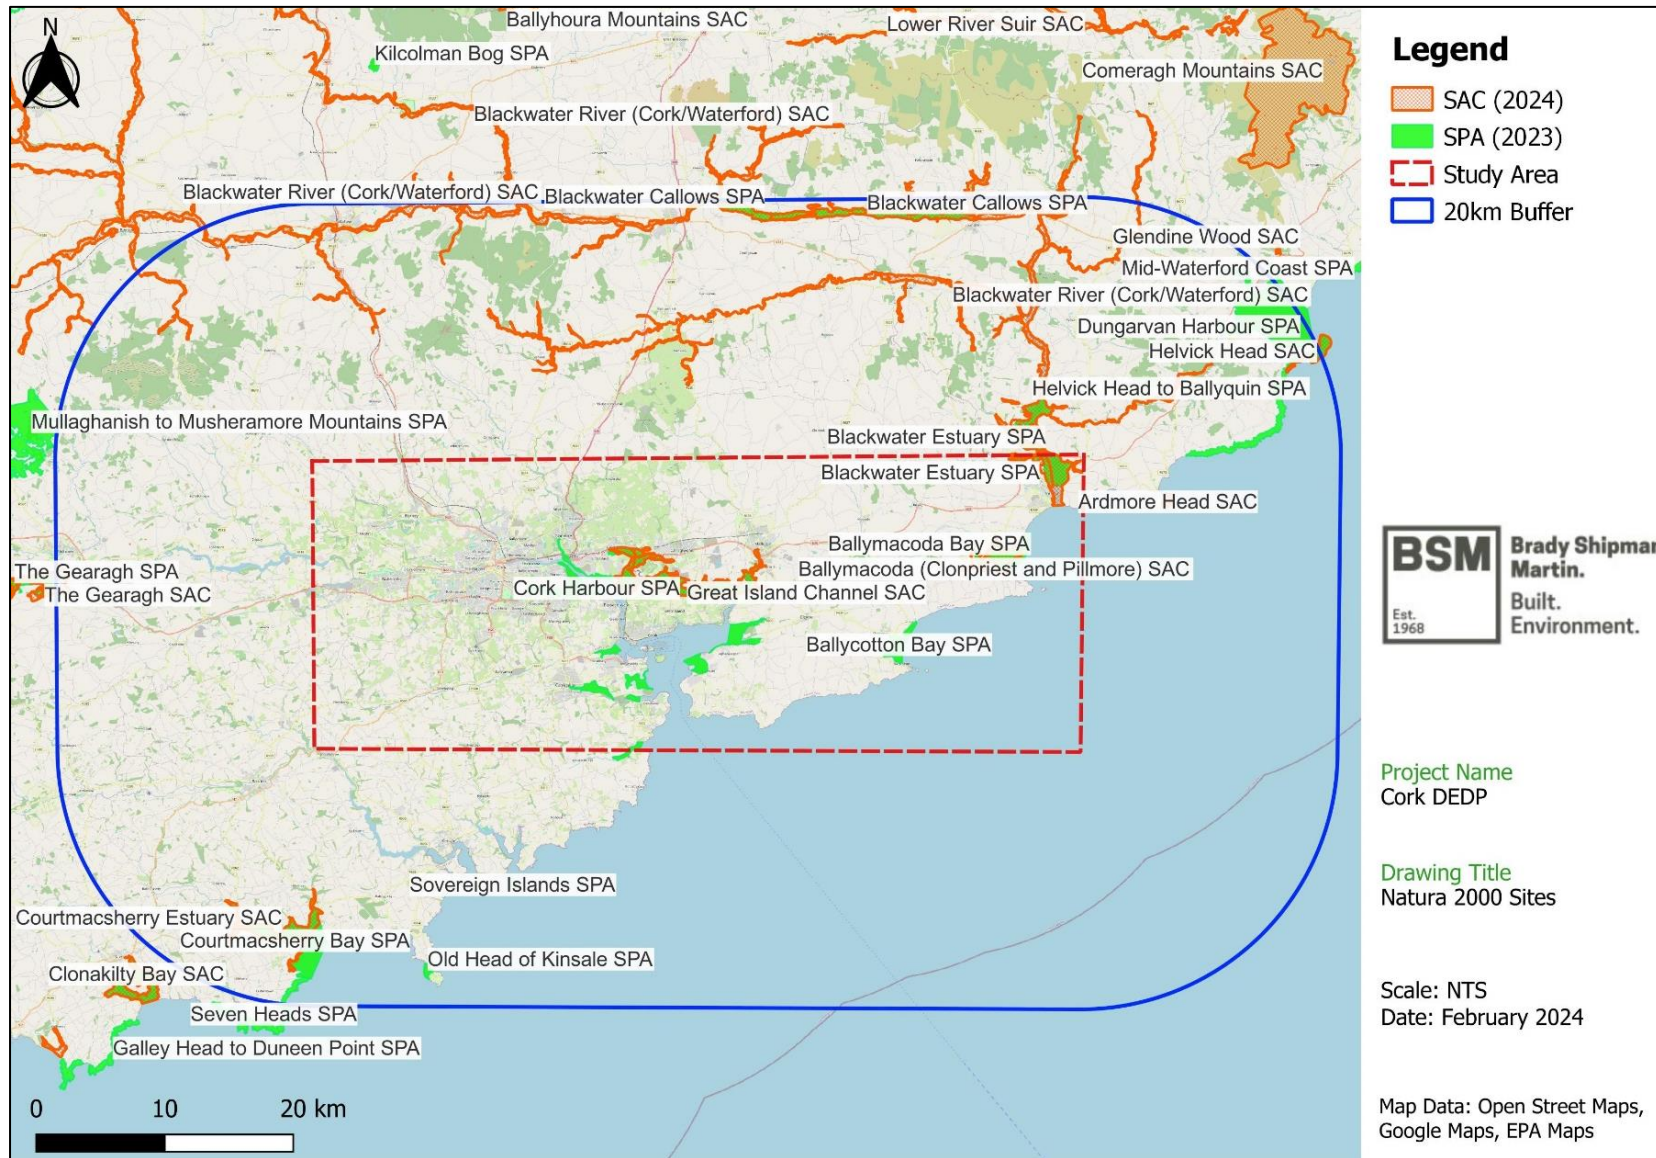 N
Ballyhoura Mountains SAC
Lower River Suir SAC
Kilcolman Bog SPA
Comeragh Mountains SAC
Blackwater River (Cork/Waterford) SAC
Blackwater River (Cork/Waterford) SAC
Blackwater Callows SPA
Blackwater Callows SPA
Glendine Wood SAC
Mid-Waterford Coast SPA
Blackwater River (Cork/Waterford) SAC
Dungarvan Harbour SPA
Helvick Head SAC
Helvick Head to Ballyquin SPA
Mullaghanish to Musheramore Mountains SPA
Blackwater Estuary SPA
Blackwater Estuary SPA
Ardmore Head SAC
Ballymacoda Bay SPA
Ballymacoda (Clonpriest and Pillmore) SAC
The Gearagh SPA
The Gearagh SAC
Cork Harbour SPA
Great Island Channel SAC
Ballycotton Bay SPA
Sovereign Islands SPA
Courtmacsherry Estuary SAC
Courtmacsherry Bay SPA
Old Head of Kinsale SPA
Clonakilty Bay SAC
Seven Heads SPA
Galley Head to Duneen Point SPA
0 10 20 km
Legend
SAC (2024)
SPA (2023)
Study Area
20km Buffer
BSM
Est.
1968
Brady Shipman
Martin.
Built.
Environment.
Project Name
Cork DEDP
Drawing Title
Natura 2000 Sites
Scale: NTS
Date: February 2024
Map Data: Open Street Maps,
Google Maps, EPA Maps